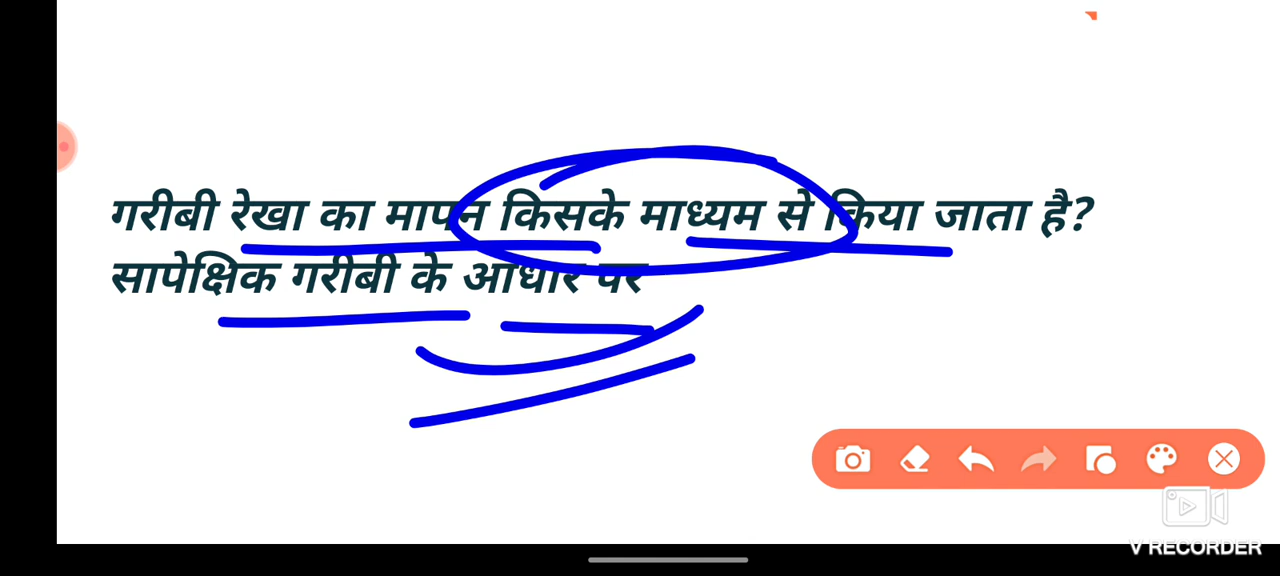 गरीबी रेखा का मापन किसके माध्यम से किया जाता है?
सापेक्षिक गरीबी के आधार पर
V RECORDER